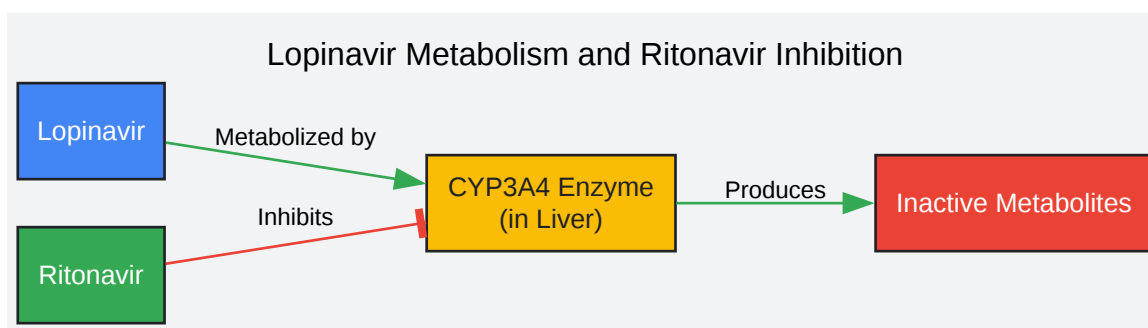 Lopinavir Metabolism and Ritonavir Inhibition
Lopinavir
Metabolized by
CYP3A4 Enzyme
(in Liver)
Produces
Inactive Metabolites
Inhibits
Ritonavir